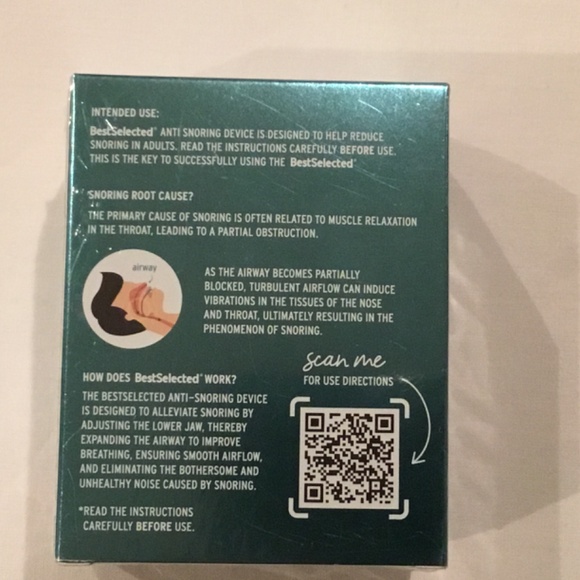 INTENDED USE:
BestSelected® ANTI SNORING DEVICE IS DESIGNED TO HELP REDUCE
SNORING IN ADULTS. READ THE INSTRUCTIONS CAREFULLY BEFORE USE.
THIS IS THE KEY TO SUCCESSFULLY USING THE BestSelected®
SNORING ROOT CAUSE?
THE PRIMARY CAUSE OF SNORING IS OFTEN RELATED TO MUSCLE RELAXATION
IN THE THROAT, LEADING TO A PARTIAL OBSTRUCTION.
airway
AS THE AIRWAY BECOMES PARTIALLY
BLOCKED, TURBULENT AIRFLOW CAN INDUCE
VIBRATIONS IN THE TISSUES OF THE NOSE
AND THROAT, ULTIMATELY RESULTING IN THE
PHENOMENON OF SNORING.
scan me
FOR USE DIRECTIONS
HOW DOES BestSelected® WORK?
THE BESTSELECTED ANTI-SNORING DEVICE
IS DESIGNED TO ALLEVIATE SNORING BY
ADJUSTING THE LOWER JAW, THEREBY
EXPANDING THE AIRWAY TO IMPROVE
BREATHING, ENSURING SMOOTH AIRFLOW,
AND ELIMINATING THE BOTHERSOME AND
UNHEALTHY NOISE CAUSED BY SNORING.
*READ THE INSTRUCTIONS
CAREFULLY BEFORE USE.